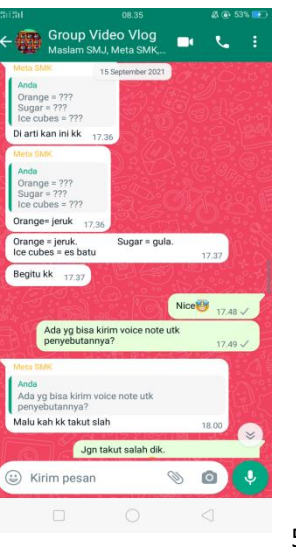 08.35
53%
Group Video Vlog
Maslam SMJ, Meta SMK,...
Meta SMK
15 September 2021
Anda
Orange = ???
Sugar = ???
Ice cubes = ???
Di arti kan ini kk 17.36
Meta SMK
Anda
Orange = ???
Sugar = ???
Ice cubes = ???
Orange= jeruk 17.36
Orange = jeruk. Sugar = gula.
Ice cubes = es batu 17.37
Begitu kk 17.37
Nice 17.48
Ada yg bisa kirim voice note utk
penyebutannya? 17.49
Meta SMK
Anda
Ada yg bisa kirim voice note utk
penyebutannya?
Malu kah kk takut slah 18.00
Jgn takut salah dik.
Kirim pesan